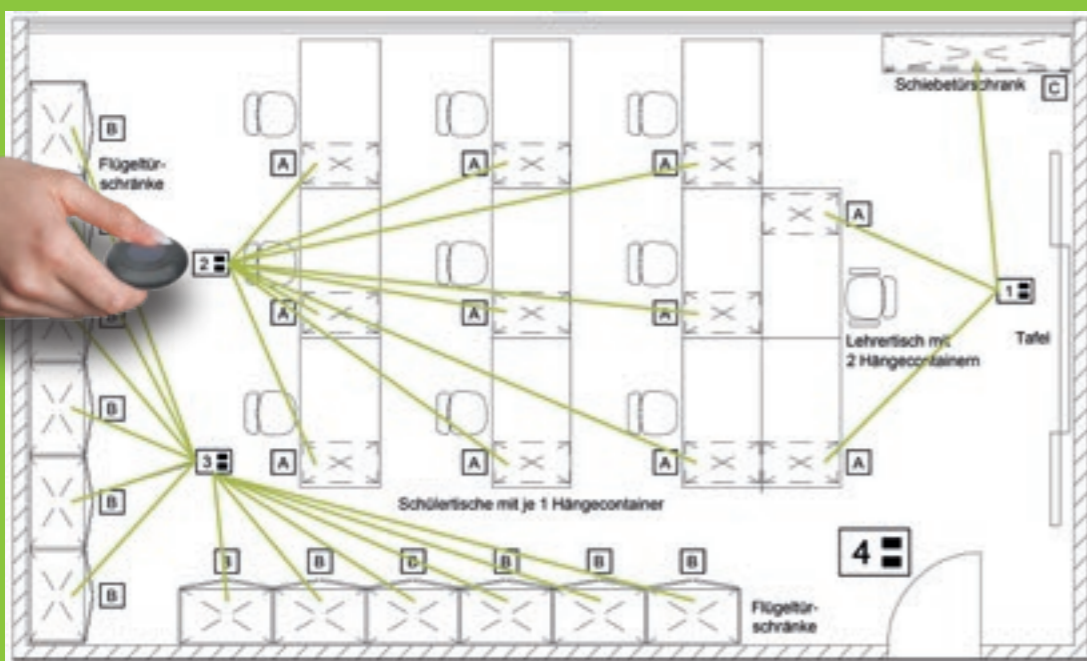 Schiebetürschrank
C
B
Flügeltür-
schränke
A
A
A
A
2
1
A
A
A
B
Lehrertisch mit
2 Hängecontainern
Tafel
B
3
A
A
A
A
B
Schülertische mit je 1 Hängecontainer
B
B
B
B
B
B
4
B
Flügeltür-
schränke